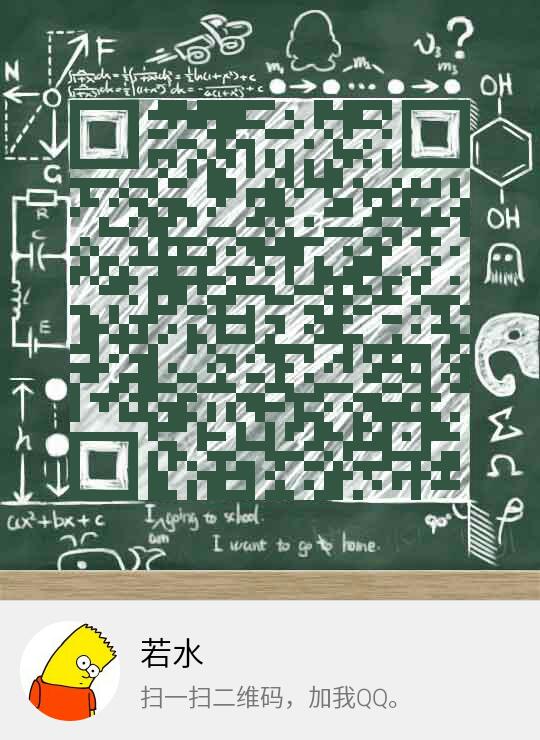 F
N
G
m₁
m₂
m₃
v₃?
OH
OH
R
C
L
E
h
ax²+bx+c
I going to school.
am
I want to go to home.
90°
Σ
Ω
β
若水
扫一扫二维码，加我QQ。